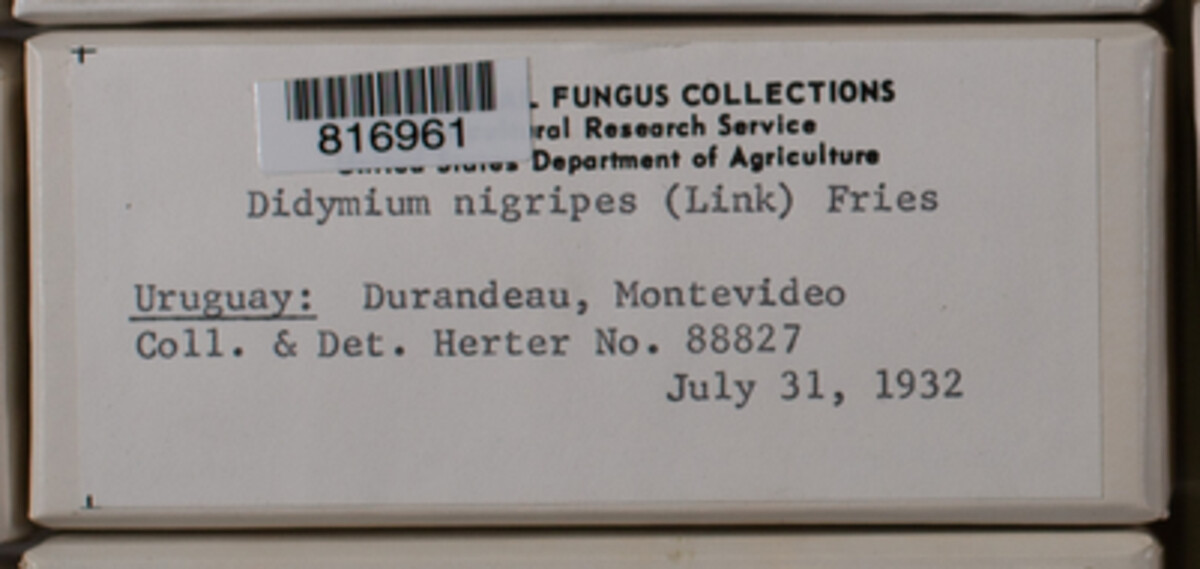 FUNGUS COLLECTIONS
816961
Research Service
Department of Agriculture
Didymium nigripes (Link) Fries
Uruguay: Durandeau, Montevideo
Coll. & Det. Herter No. 88827
July 31, 1932